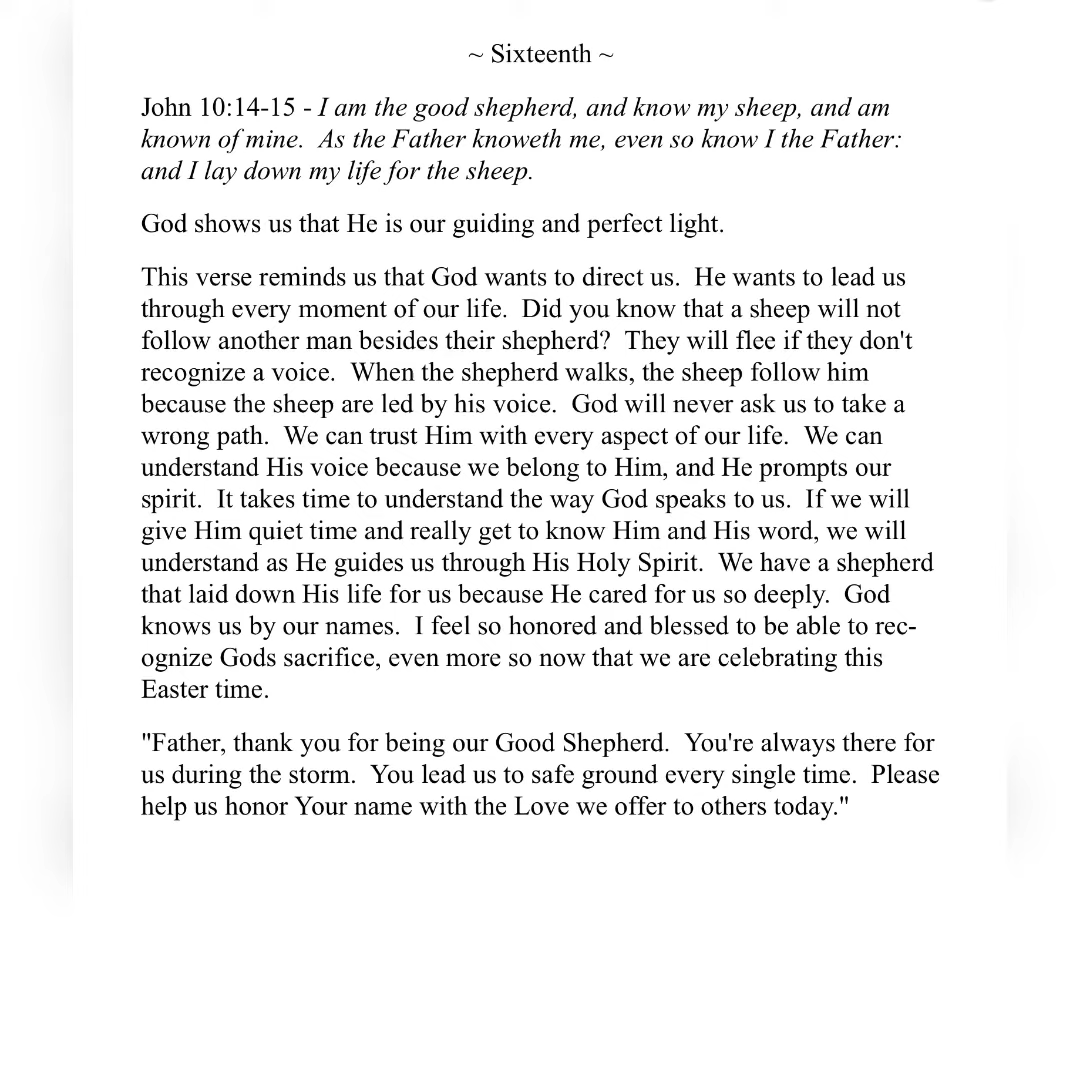 ~ Sixteenth ~
John 10:14-15 - I am the good shepherd, and know my sheep, and am
known of mine.  As the Father knoweth me, even so know I the Father:
and I lay down my life for the sheep.
God shows us that He is our guiding and perfect light.
This verse reminds us that God wants to direct us.  He wants to lead us
through every moment of our life.  Did you know that a sheep will not
follow another man besides their shepherd?  They will flee if they don't
recognize a voice.  When the shepherd walks, the sheep follow him
because the sheep are led by his voice.  God will never ask us to take a
wrong path.  We can trust Him with every aspect of our life.  We can
understand His voice because we belong to Him, and He prompts our
spirit.  It takes time to understand the way God speaks to us.  If we will
give Him quiet time and really get to know Him and His word, we will
understand as He guides us through His Holy Spirit.  We have a shepherd
that laid down His life for us because He cared for us so deeply.  God
knows us by our names.  I feel so honored and blessed to be able to rec-
ognize Gods sacrifice, even more so now that we are celebrating this
Easter time.
"Father, thank you for being our Good Shepherd.  You're always there for
us during the storm.  You lead us to safe ground every single time.  Please
help us honor Your name with the Love we offer to others today."